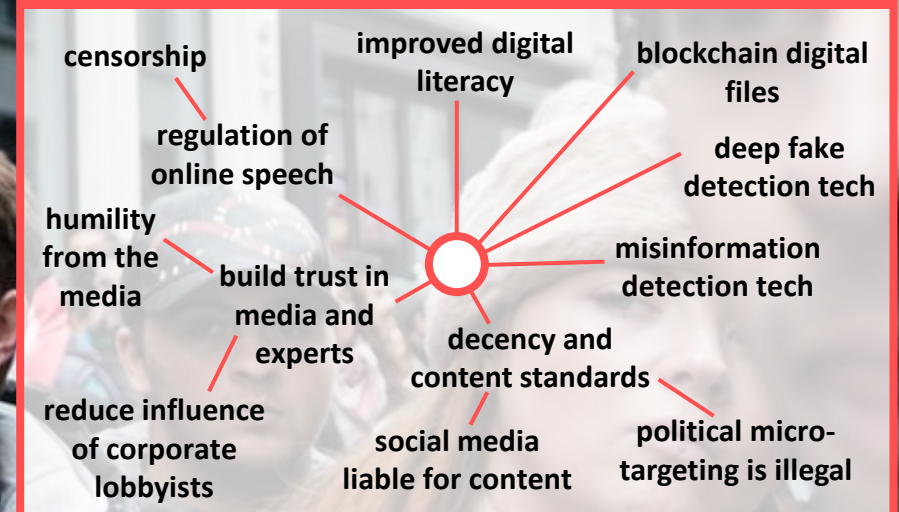 censorship
improved digital
literacy
blockchain digital
files
regulation of
online speech
deep fake
detection tech
humility
from the
media
build trust in
media and
experts
misinformation
detection tech
decency and
content standards
reduce influence
of corporate
lobbyists
social media
liable for content
political micro-
targeting is illegal